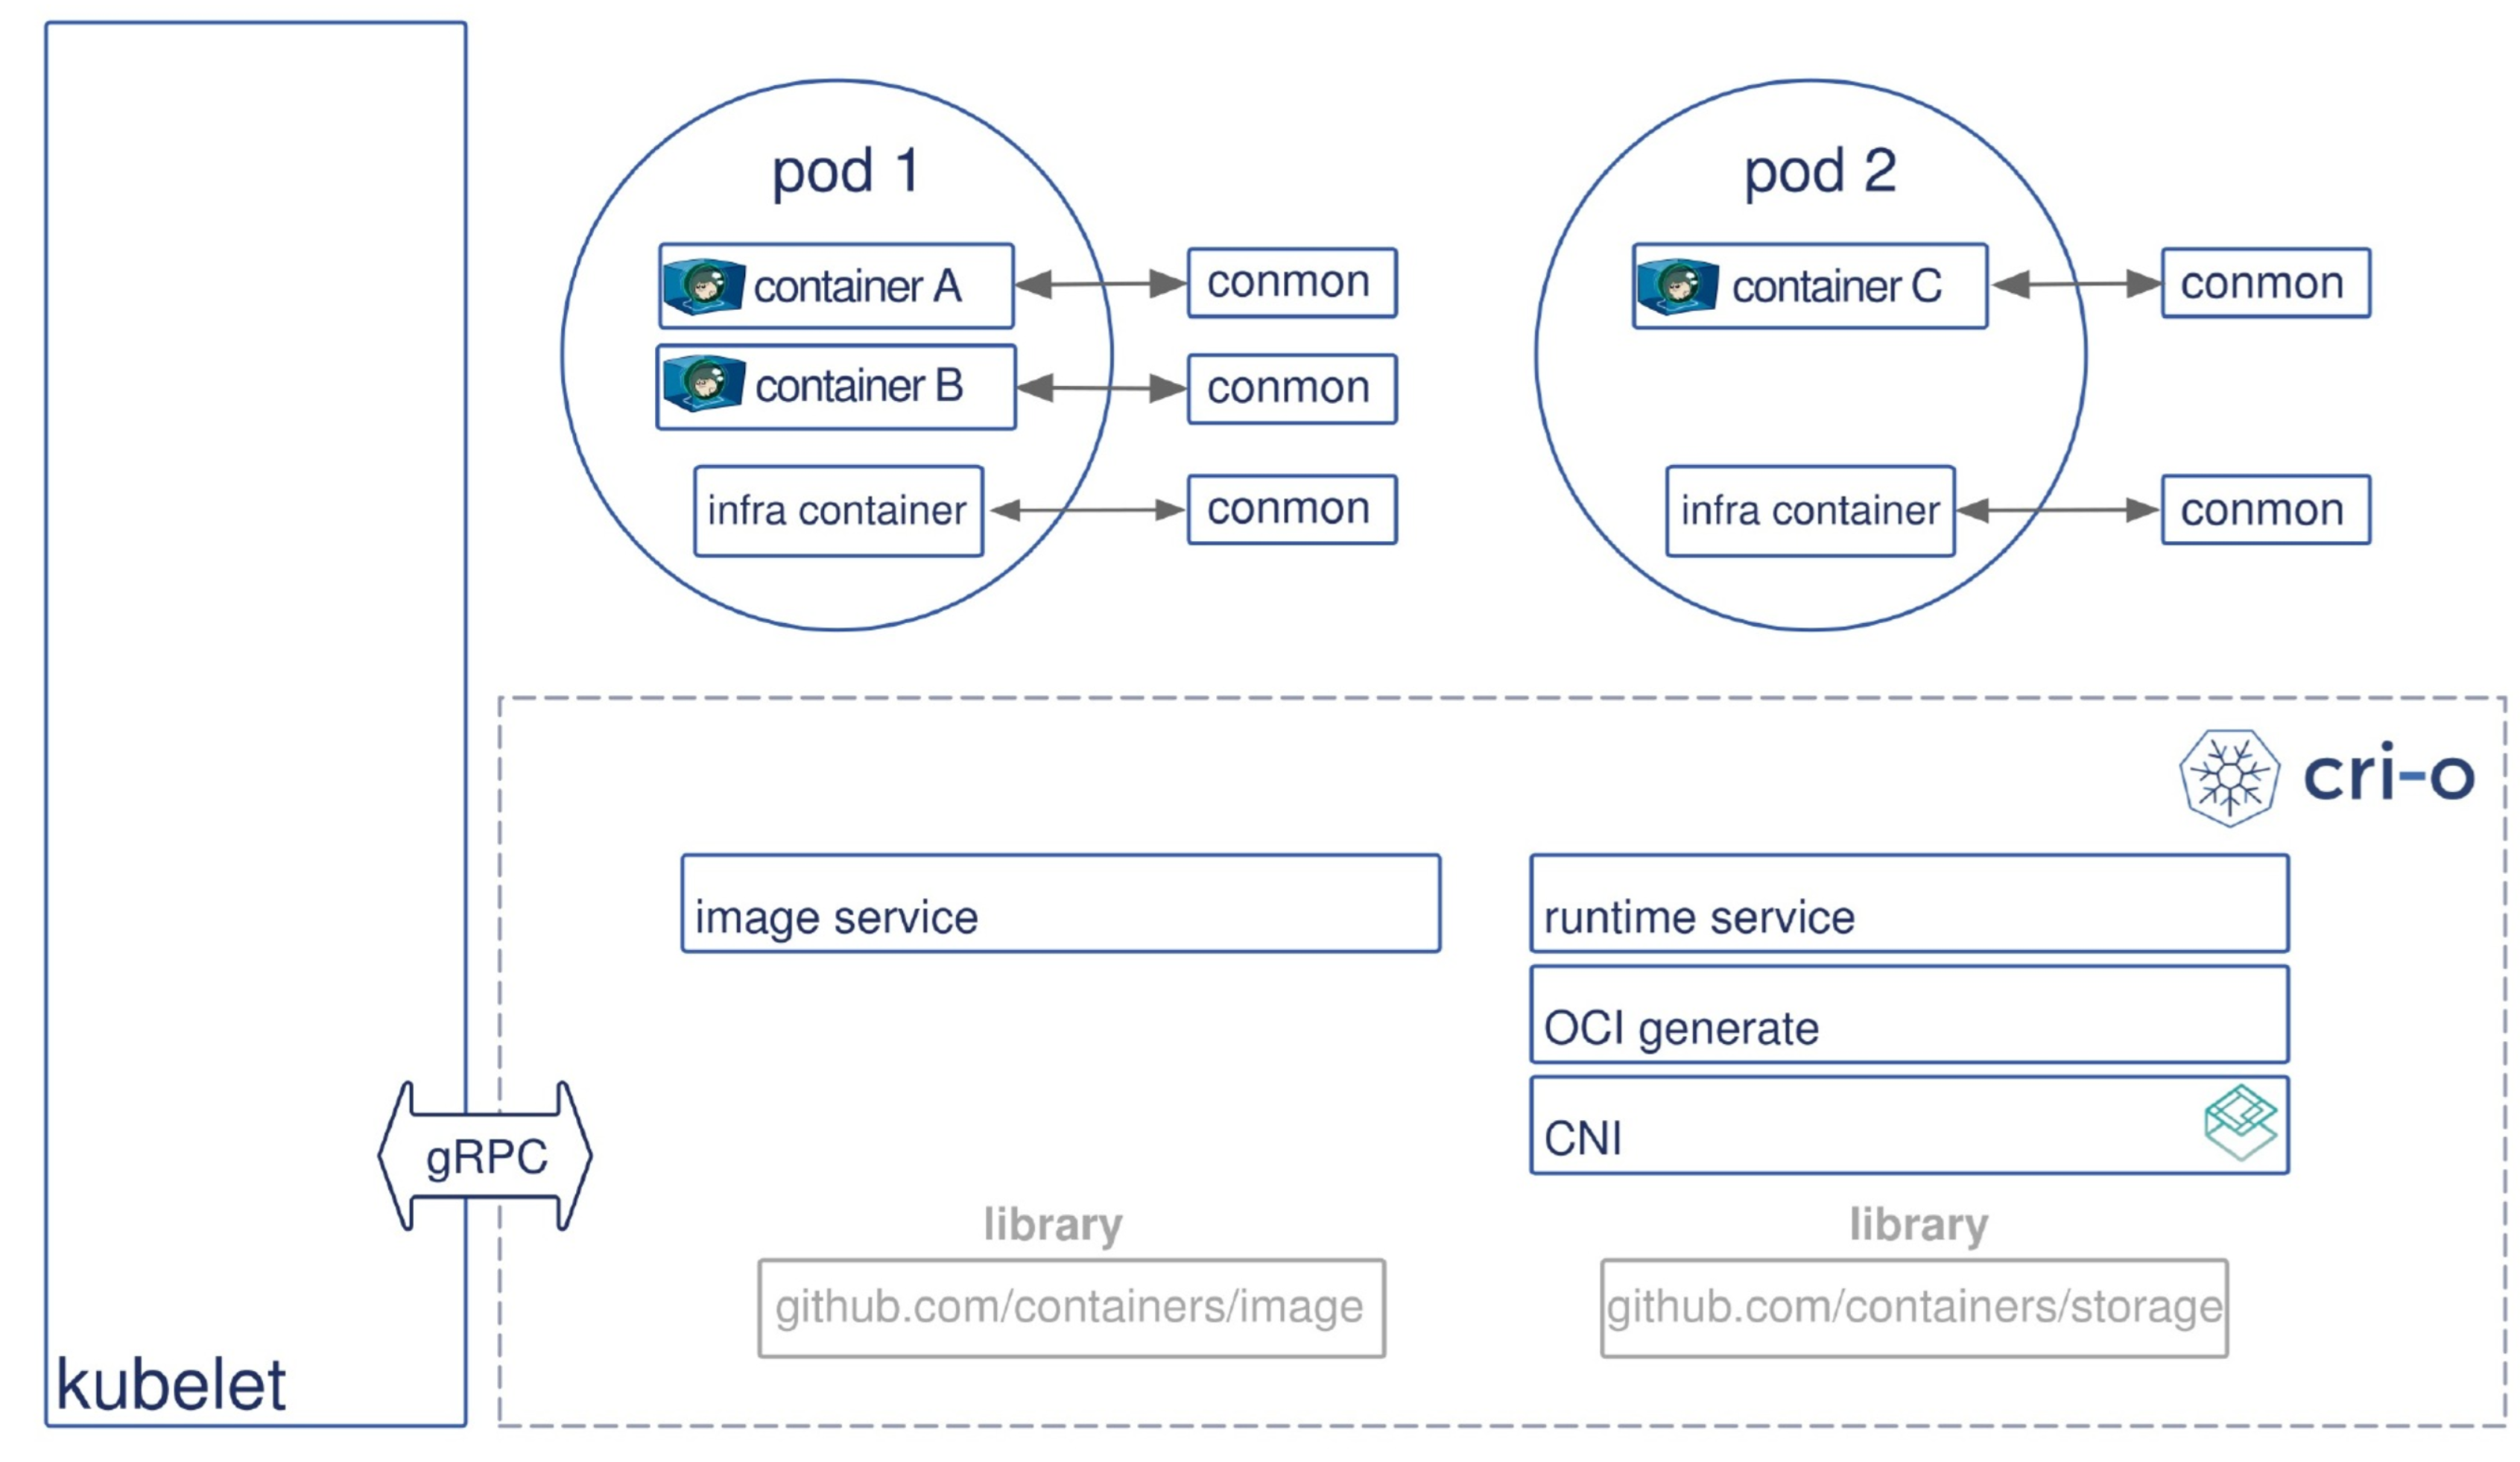 pod 1
container A
conmon
container B
conmon
infra container
conmon
pod 2
container C
conmon
infra container
conmon
cri-o
image service
runtime service
OCI generate
CNI
gRPC
library
github.com/containers/image
library
github.com/containers/storage
kubelet